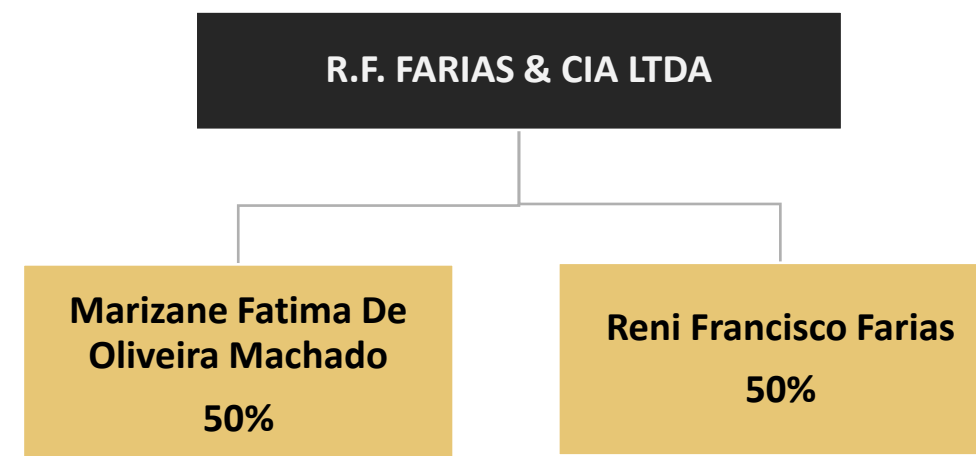 R.F. FARIAS & CIA LTDA
Marizane Fatima De
Oliveira Machado
50%
Reni Francisco Farias
50%